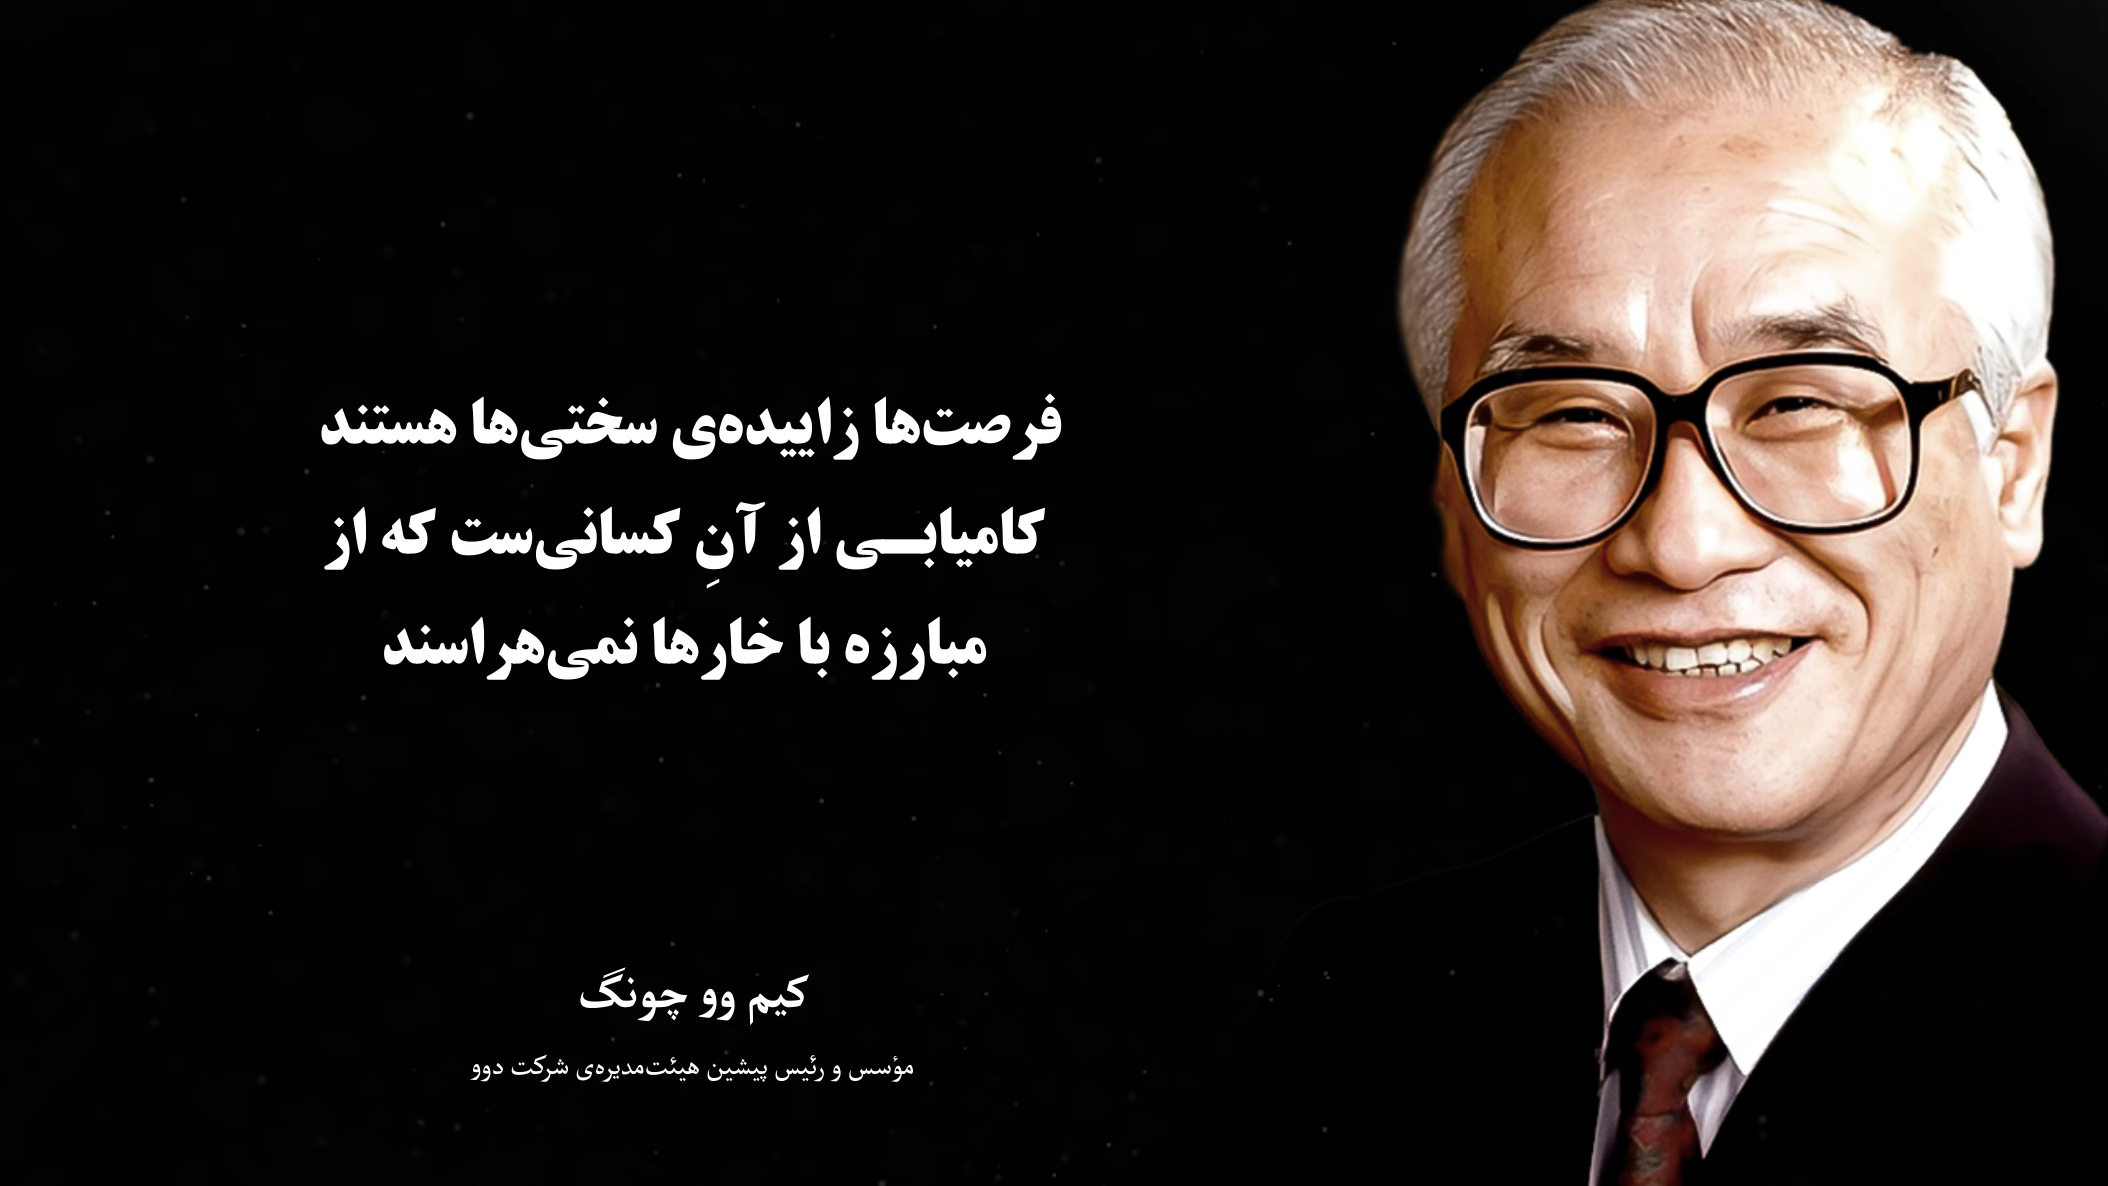 فرصت‌ها زاییده‌ی سختی‌ها هستند
کامیابــی از آنِ کسانی‌ست که از
مبارزه با خارها نمی‌هراسند
کیم وو چونگ
مؤسس و رئیس پیشین هیئت‌مدیره‌ی شرکت دوو